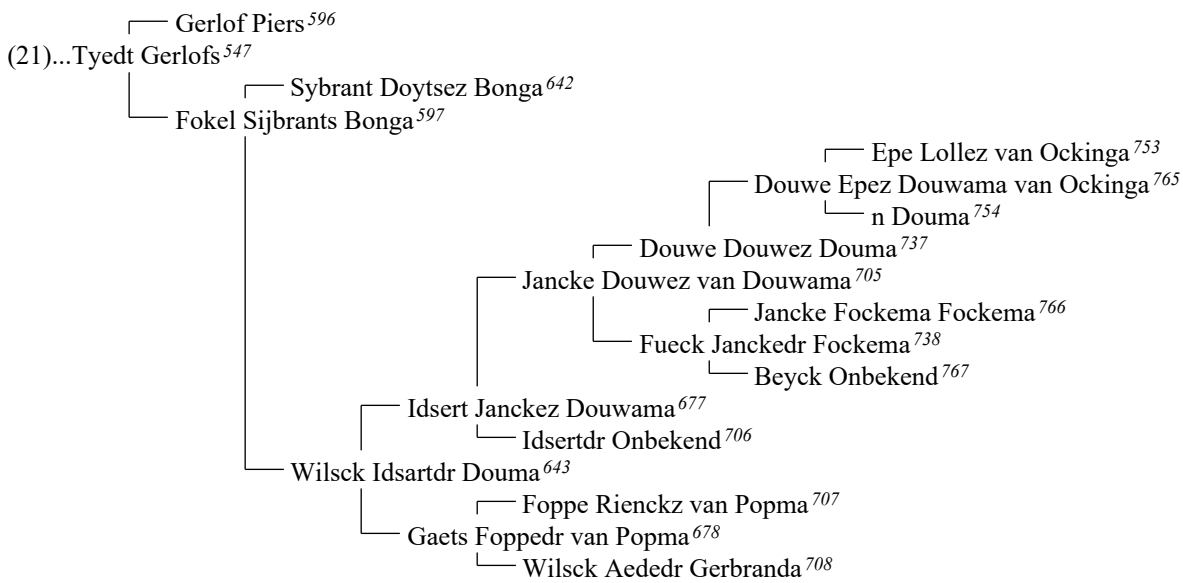 Gerlof Piers 596
(21)...Tyedt Gerlofs 547
Sybrant Doytsez Bonga 642
Fokel Sijbrants Bonga 597
Epe Lollez van Ockinga 753
Douwe Epez Douwama van Ockinga 765
n Douma 754
Douwe Douwez Douma 737
Jancke Douwez van Douwama 705
Jancke Fockema Fockema 766
Fueck Janckedr Fockema 738
Beyck Onbekend 767
Idsert Janckez Douwama 677
Idsertdr Onbekend 706
Wilsck Idsartdr Douma 643
Foppe Rienckz van Popma 707
Gaets Foppedr van Popma 678
Wilsck Aededr Gerbranda 708